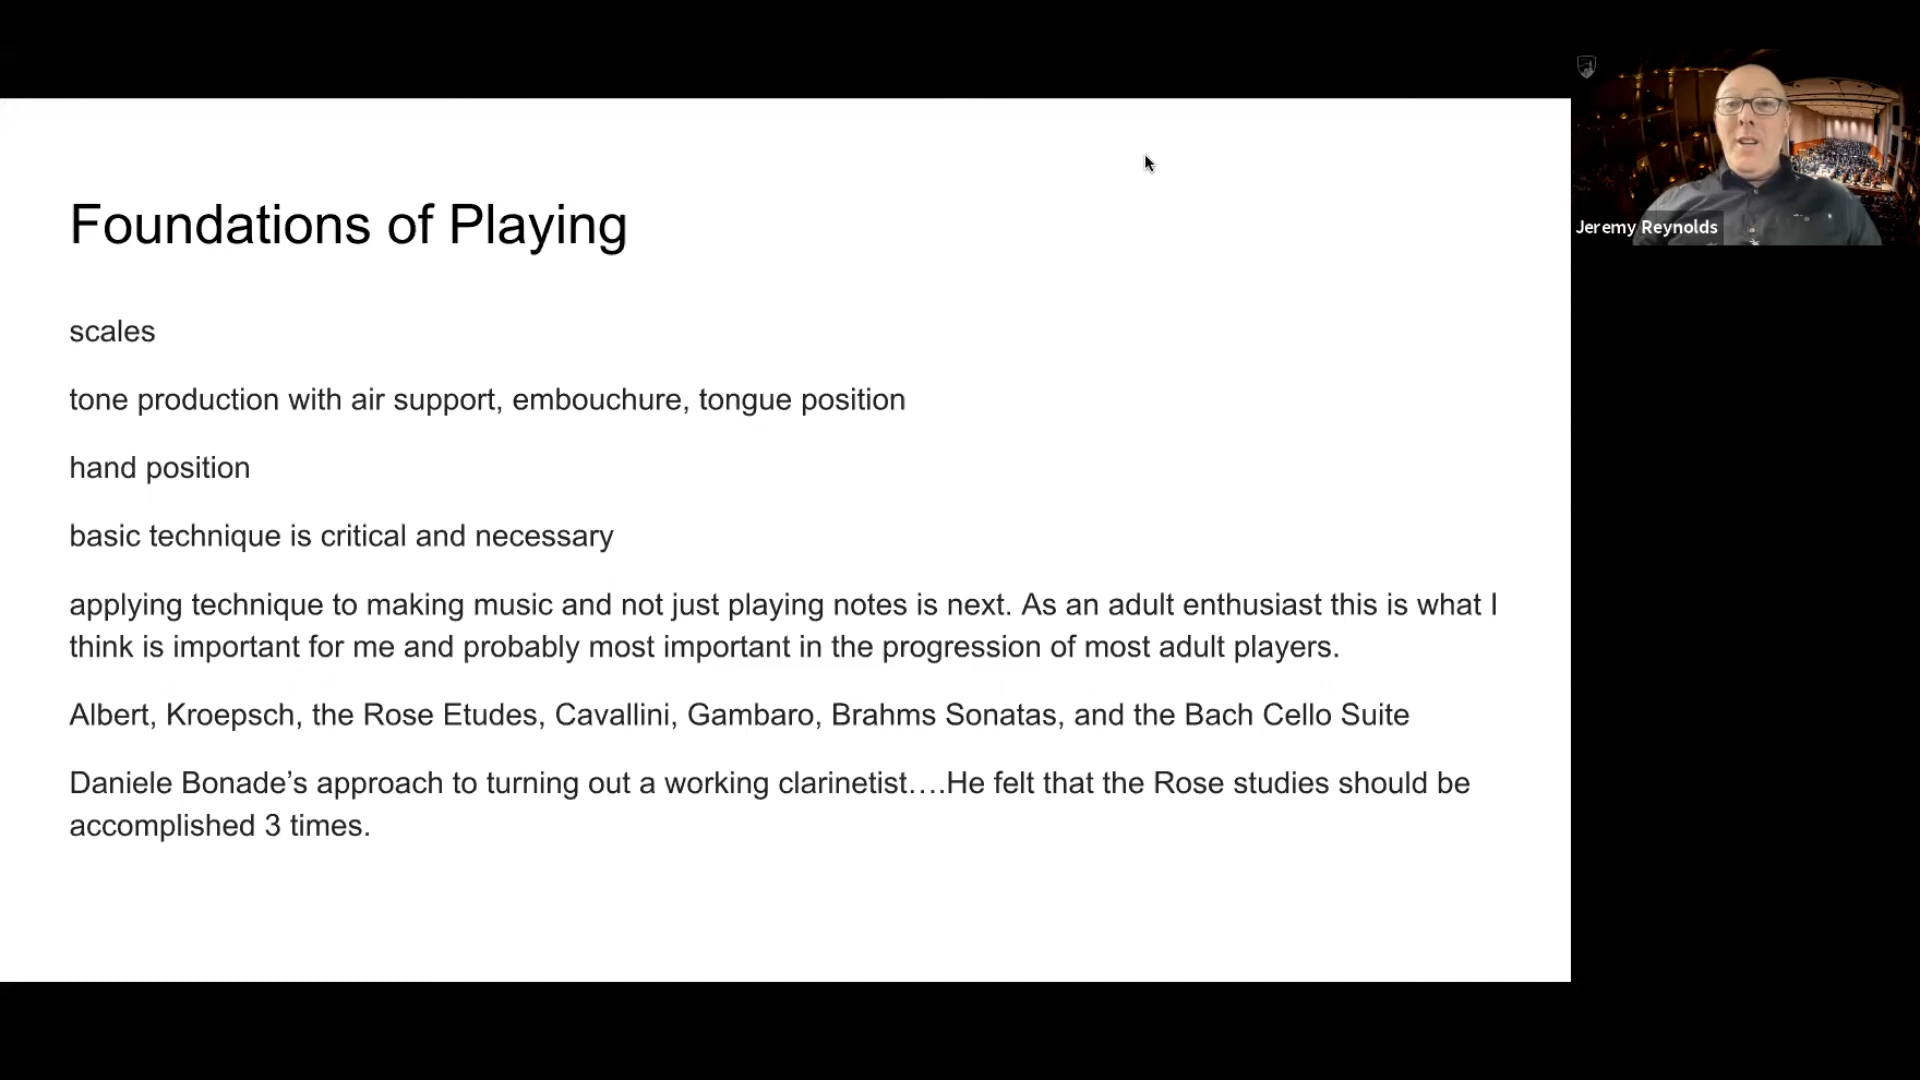 Foundations of Playing
scales
tone production with air support, embouchure, tongue position
hand position
basic technique is critical and necessary
applying technique to making music and not just playing notes is next. As an adult enthusiast this is what I
think is important for me and probably most important in the progression of most adult players.
Albert, Kroepsch, the Rose Etudes, Cavallini, Gambaro, Brahms Sonatas, and the Bach Cello Suite
Daniele Bonade’s approach to turning out a working clarinetist….He felt that the Rose studies should be
accomplished 3 times.
Jeremy Reynolds